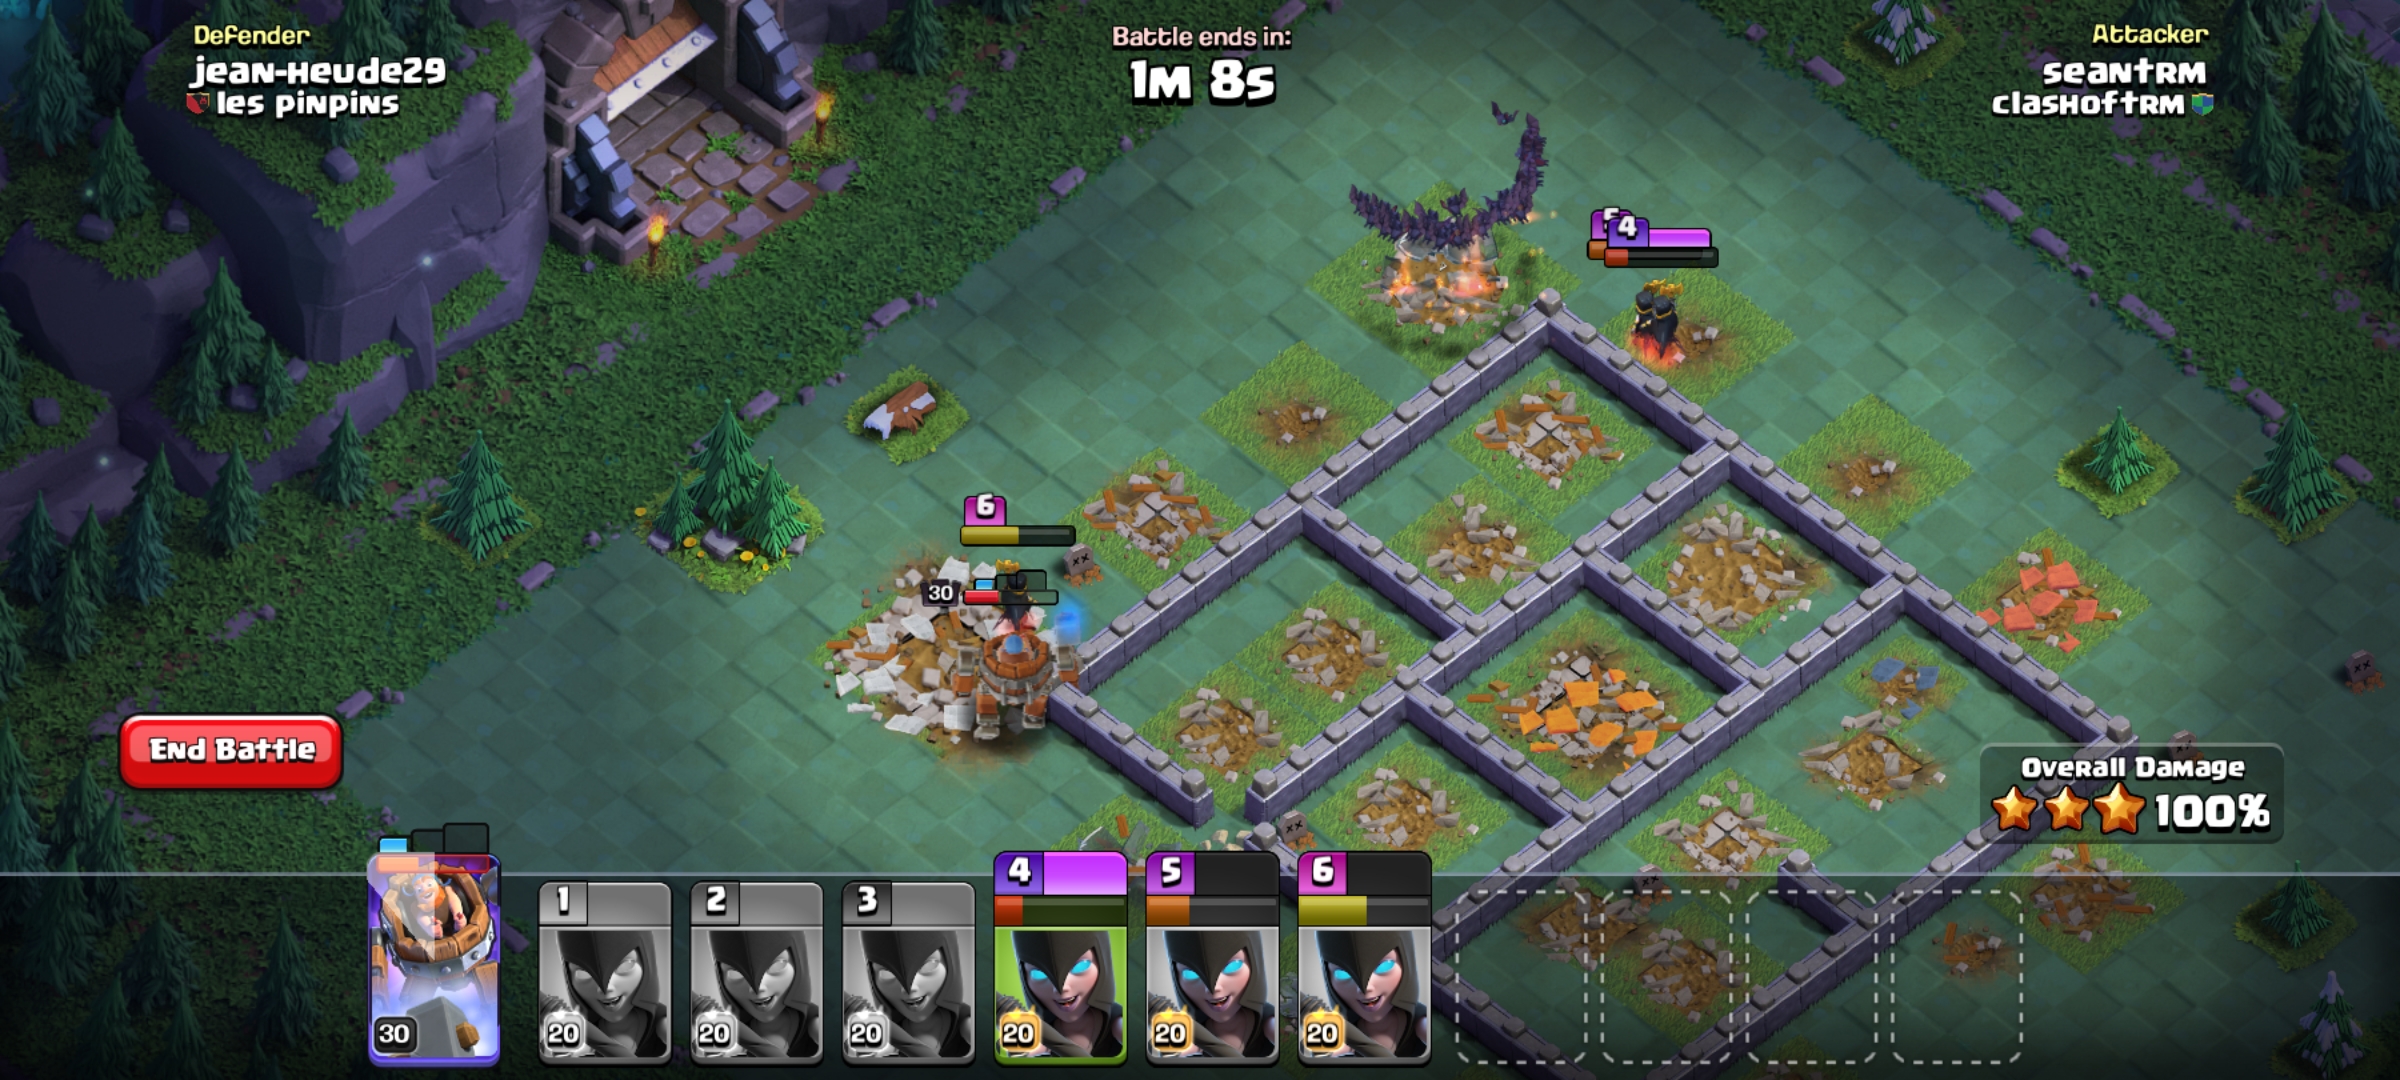 Defender
jean-Heude29
les pinpins
Battle ends in:
1M 8s
Attacker
seantRM
clashoftRM
4
6
30
End Battle
Overall Damage
100%
1
2
3
4
5
6
30
20
20
20
20
20
20